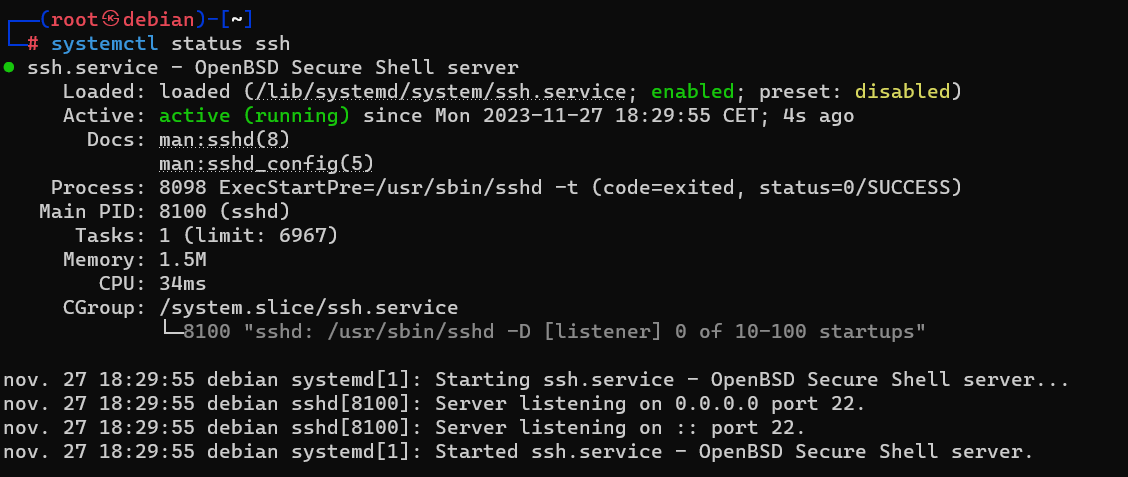 ┌──(root㉿debian)-[~]
└─# systemctl status ssh
● ssh.service - OpenBSD Secure Shell server
     Loaded: loaded (/lib/systemd/system/ssh.service; enabled; preset: disabled)
     Active: active (running) since Mon 2023-11-27 18:29:55 CET; 4s ago
       Docs: man:sshd(8)
             man:sshd_config(5)
    Process: 8098 ExecStartPre=/usr/sbin/sshd -t (code=exited, status=0/SUCCESS)
   Main PID: 8100 (sshd)
      Tasks: 1 (limit: 6967)
     Memory: 1.5M
        CPU: 34ms
     CGroup: /system.slice/ssh.service
             └─8100 "sshd: /usr/sbin/sshd -D [listener] 0 of 10-100 startups"

nov. 27 18:29:55 debian systemd[1]: Starting ssh.service - OpenBSD Secure Shell server...
nov. 27 18:29:55 debian sshd[8100]: Server listening on 0.0.0.0 port 22.
nov. 27 18:29:55 debian sshd[8100]: Server listening on :: port 22.
nov. 27 18:29:55 debian systemd[1]: Started ssh.service - OpenBSD Secure Shell server.